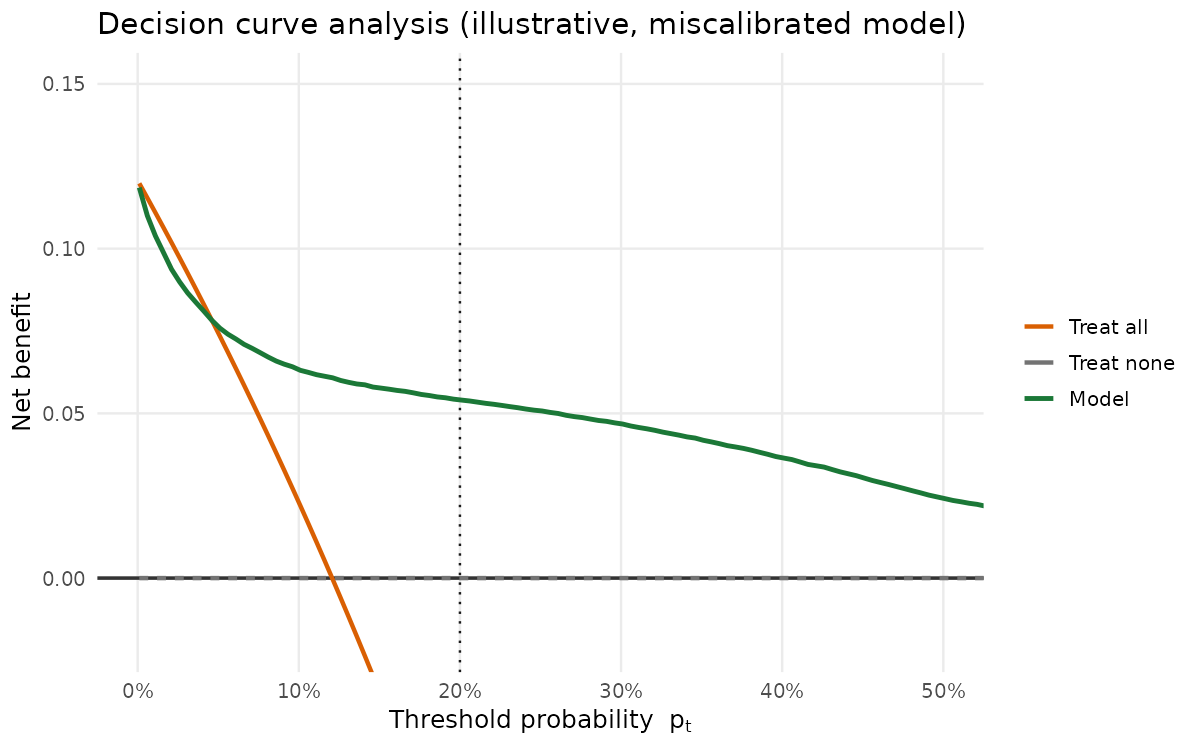 Decision curve analysis (illustrative, miscalibrated model)
Net benefit
0.15
0.10
0.05
0.00
0%
10%
20%
30%
40%
50%
Threshold probability pₜ
Treat all
Treat none
Model